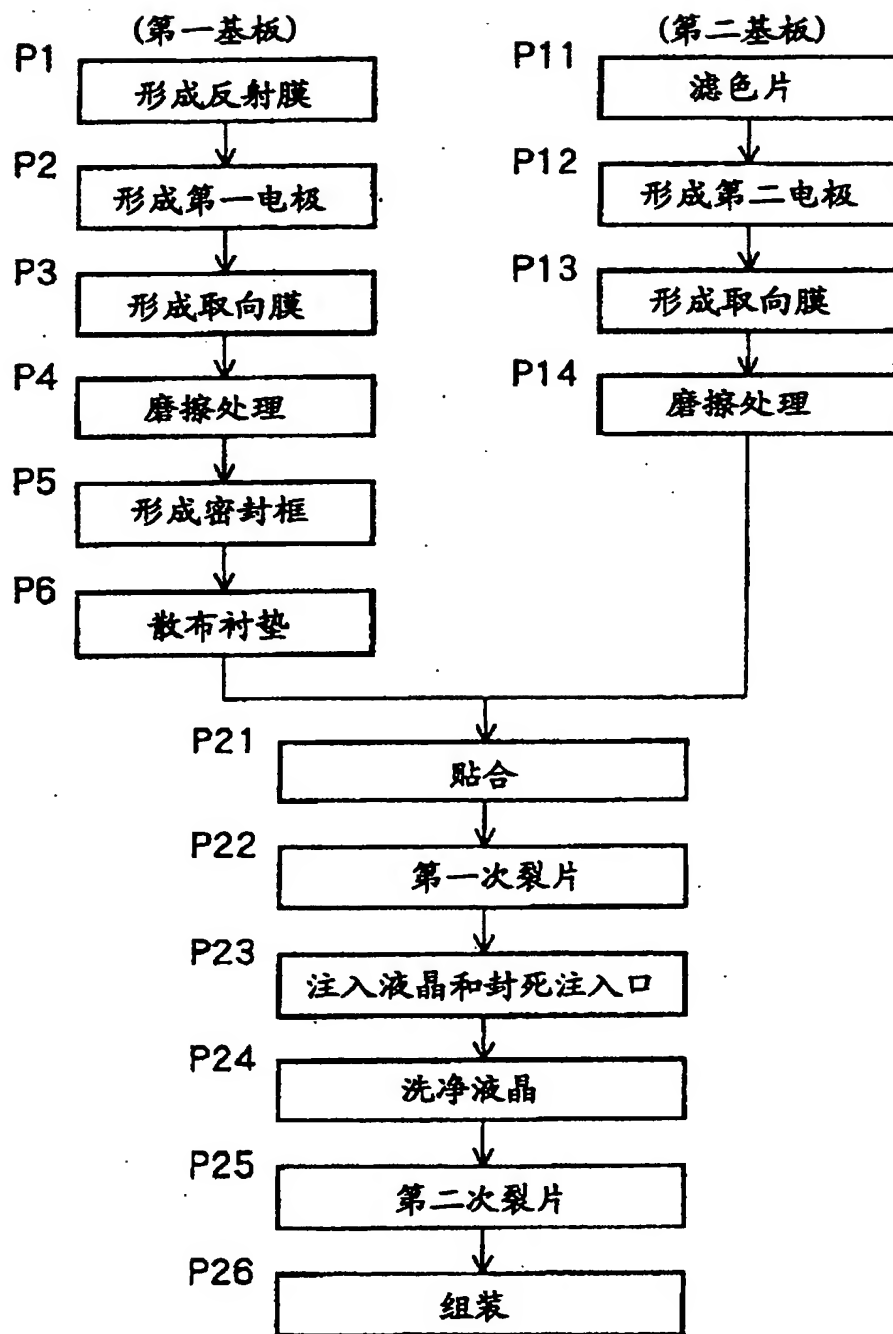 (第一基板)
P1
形成反射膜
P2
形成第一电极
P3
形成取向膜
P4
磨擦处理
P5
形成密封框
P6
散布衬垫
(第二基板)
P11
滤色片
P12
形成第二电极
P13
形成取向膜
P14
磨擦处理
P21
贴合
P22
第一次裂片
P23
注入液晶和封死注入口
P24
洗净液晶
P25
第二次裂片
P26
组装